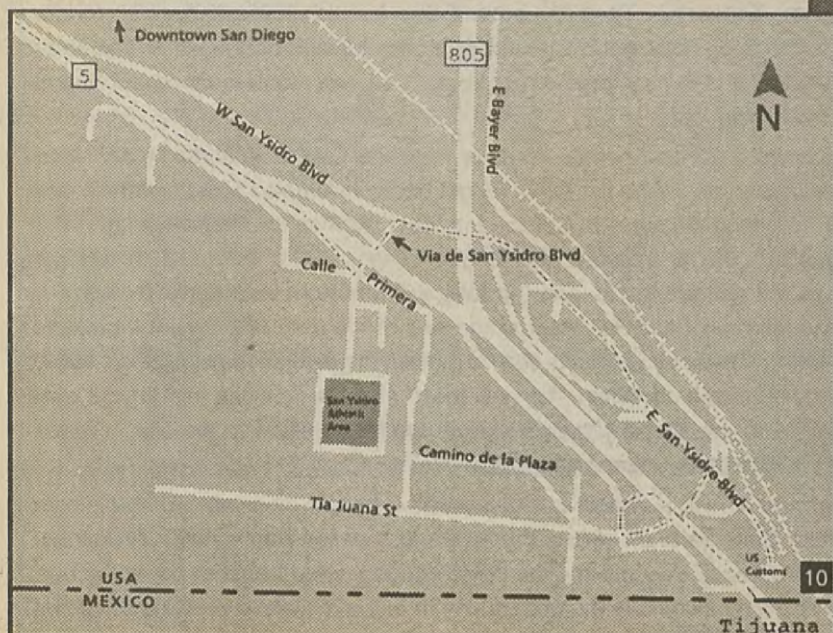 Downtown San Diego
5
805
E Bayer Blvd
N
W San Ysidro Blvd
Via de San Ysidro Blvd
Calle Primera
San Ysidro
Athletic
Area
Camino de la Plaza
E San Ysidro Blvd
Tia Juana St
US
Customs
10
USA
MEXICO
Tijuana